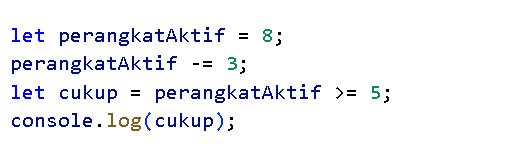 let perangkatAktif = 8;
perangkatAktif -= 3;
let cukup = perangkatAktif >= 5;
console.log(cukup);